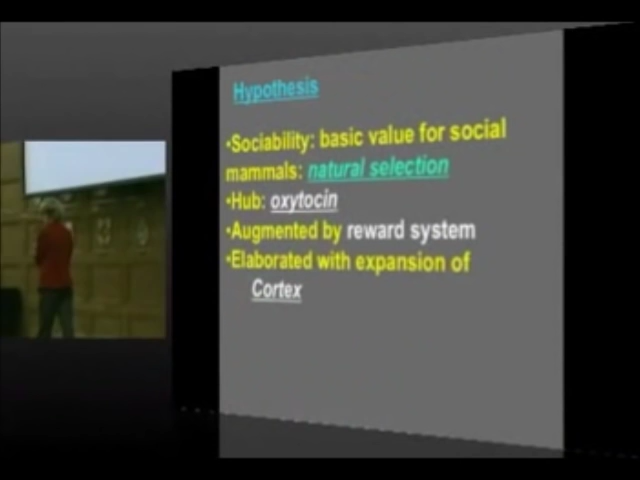 Hypothesis
•Sociability: basic value for social
mammals: natural selection
•Hub: oxytocin
•Augmented by reward system
•Elaborated with expansion of
Cortex